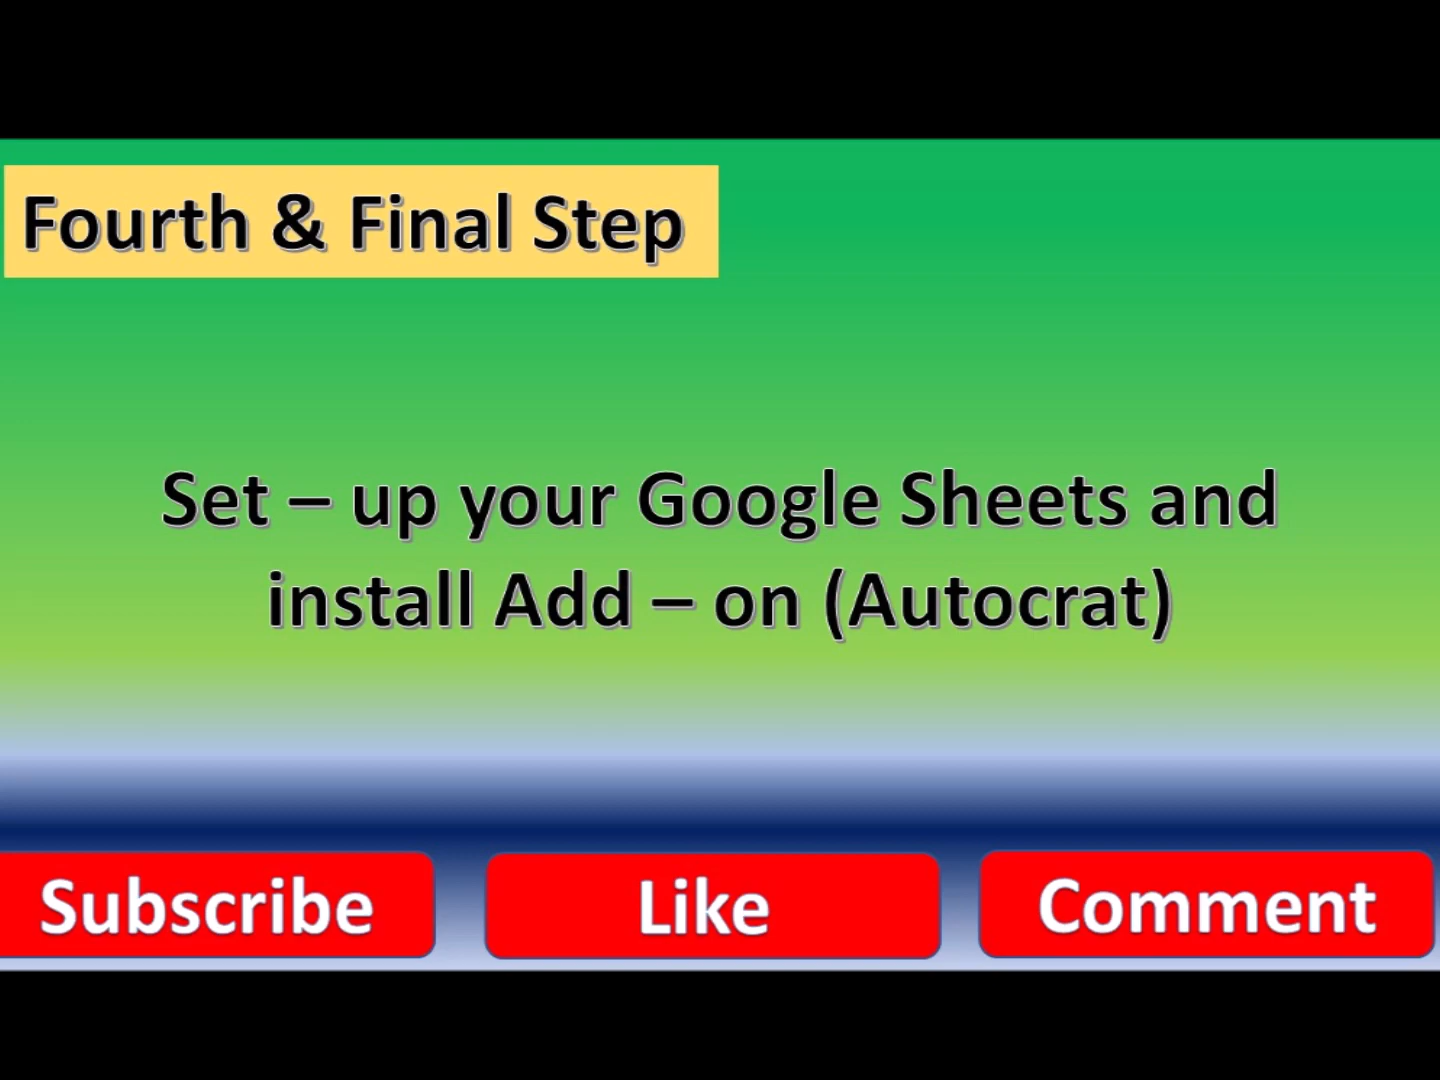 Fourth & Final Step
Set – up your Google Sheets and
install Add – on (Autocrat)
Subscribe
Like
Comment